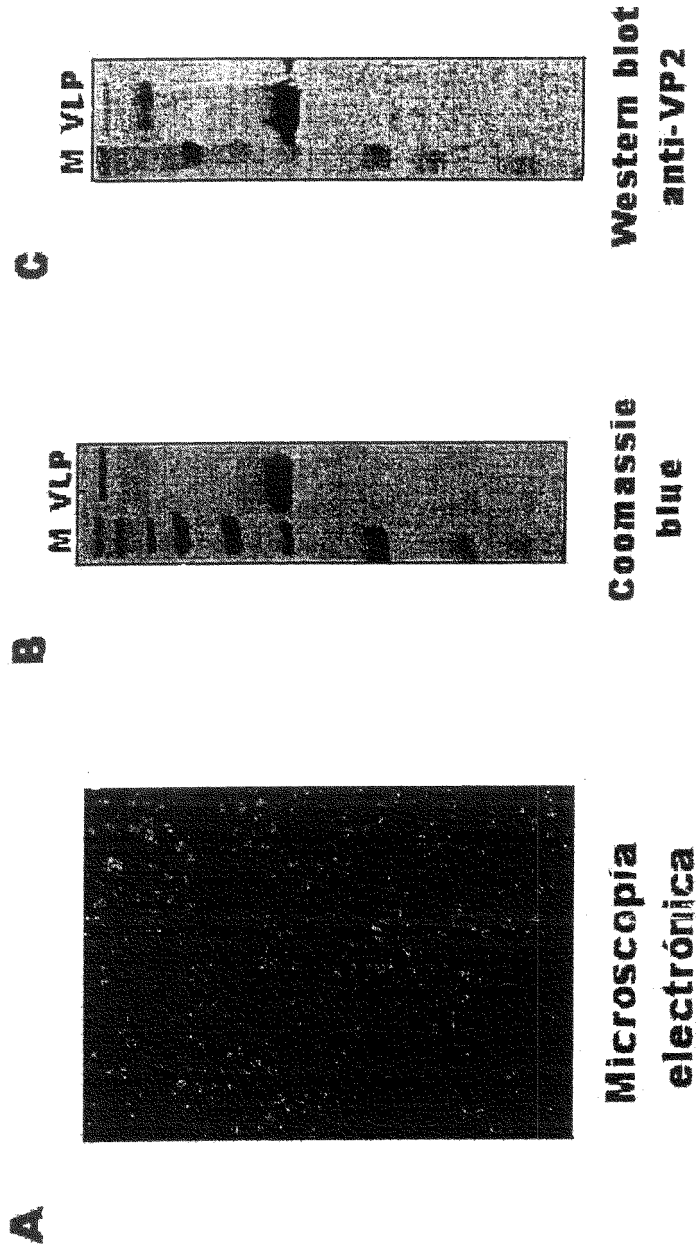 A
Microscopía
electrónica
B
M VLP
Coomassie
blue
C
M VLP
Western blot
anti-VP2